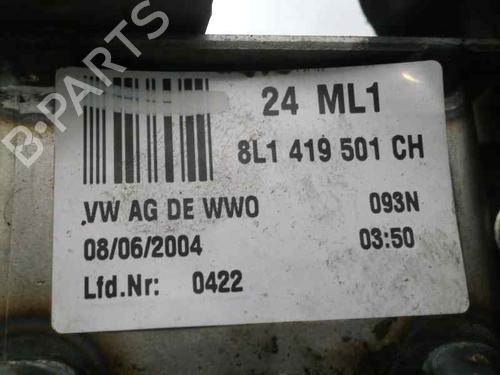 B-PARTS
24 ML1
8L1 419 501 CH
VW AG DE WWO 093N
08/06/2004 03:50
Lfd.Nr: 0422